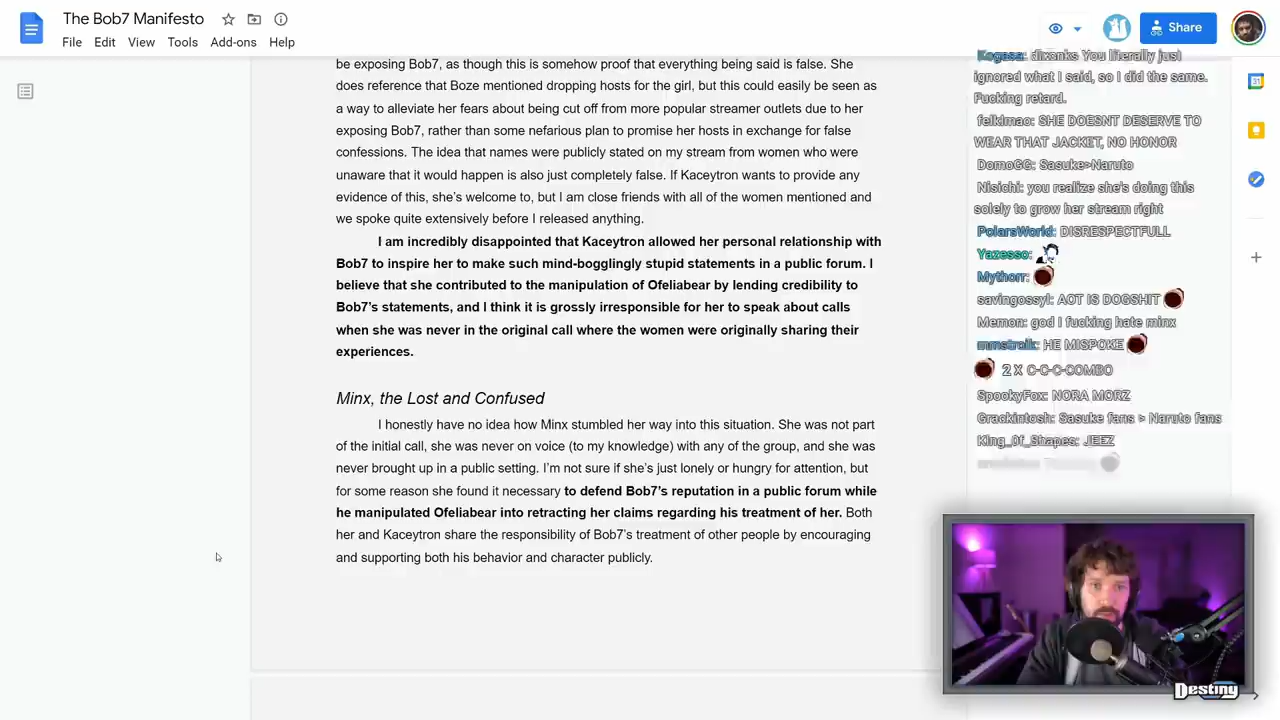 The Bob7 Manifesto
File Edit View Tools Add-ons Help
Share
be exposing Bob7, as though this is somehow proof that everything being said is false. She
does reference that Boze mentioned dropping hosts for the girl, but this could easily be seen as
a way to alleviate her fears about being cut off from more popular streamer outlets due to her
exposing Bob7, rather than some nefarious plan to promise her hosts in exchange for false
confessions. The idea that names were publicly stated on my stream from women who were
unaware that it would happen is also just completely false. If Kaceytron wants to provide any
evidence of this, she's welcome to, but I am close friends with all of the women mentioned and
we spoke quite extensively before I released anything.
I am incredibly disappointed that Kaceytron allowed her personal relationship with
Bob7 to inspire her to make such mind-bogglingly stupid statements in a public forum. I
believe that she contributed to the manipulation of Ofeliabear by lending credibility to
Bob7's statements, and I think it is grossly irresponsible for her to speak about calls
when she was never in the original call where the women were originally sharing their
experiences.
Minx, the Lost and Confused
I honestly have no idea how Minx stumbled her way into this situation. She was not part
of the initial call, she was never on voice (to my knowledge) with any of the group, and she was
never brought up in a public setting. I'm not sure if she's just lonely or hungry for attention, but
for some reason she found it necessary to defend Bob7's reputation in a public forum while
he manipulated Ofeliabear into retracting her claims regarding his treatment of her. Both
her and Kaceytron share the responsibility of Bob7's treatment of other people by encouraging
and supporting both his behavior and character publicly.
You literally just
ignored what I said, so I did the same.
Fucking retard.
felklmao: SHE DOESNT DESERVE TO
WEAR THAT JACKET, NO HONOR
DomoGG: Sasuke>Naruto
Nisichi: you realize she's doing this
solely to grow her stream right
PolarsWorld: DISRESPECTFULL
Yazesso:
Mythorr:
savingossyl: AOT IS DOGSHIT
Memon: god I fucking hate minx
HE MISPOKE
2 X C-C-C-COMBO
SpookyFox: NORA MORZ
Grackintosh: Sasuke fans > Naruto fans
King_Of_Shapes: JEEZ
Destiny